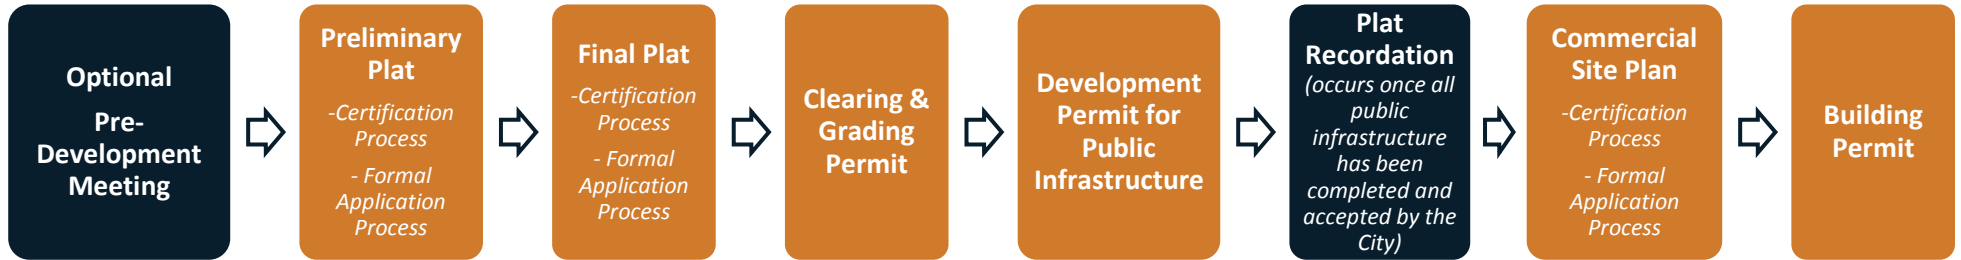 Optional
Pre-
Development
Meeting
Preliminary
Plat
-Certification
Process
- Formal
Application
Process
Final Plat
-Certification
Process
- Formal
Application
Process
Clearing &
Grading
Permit
Development
Permit for
Public
Infrastructure
Plat
Recordation
(occurs once all
public
infrastructure
has been
completed and
accepted by the
City)
Commercial
Site Plan
-Certification
Process
- Formal
Application
Process
Building
Permit